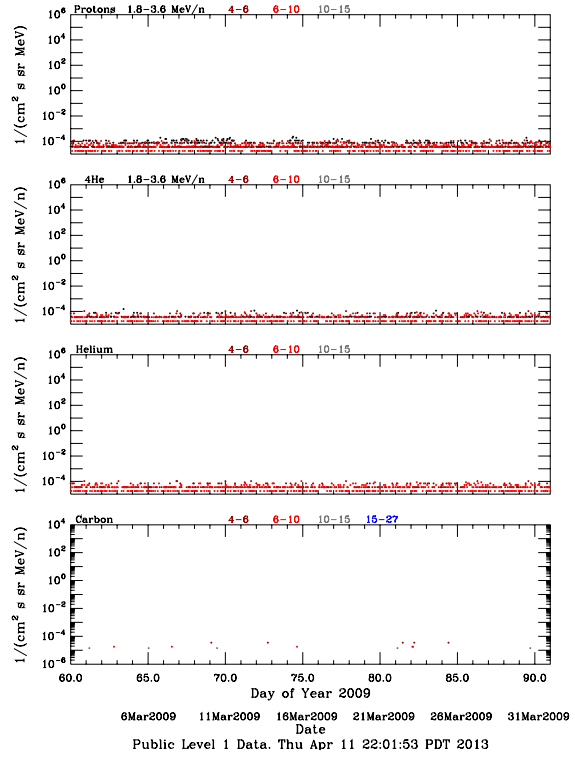 Protons 1.8-3.6 MeV/n 4-6 6-10 10-15
10^6
10^4
10^2
10^0
10^-2
10^-4
1/(cm^2 s sr MeV)
4He 1.8-3.6 MeV/n 4-6 6-10 10-15
10^6
10^4
10^2
10^0
10^-2
10^-4
1/(cm^2 s sr MeV/n)
Helium 4-6 6-10 10-15
10^6
10^4
10^2
10^0
10^-2
10^-4
1/(cm^2 s sr MeV/n)
Carbon 4-6 6-10 10-15 15-27
10^4
10^2
10^0
10^-2
10^-4
10^-6
1/(cm^2 s sr MeV/n)
60.0 65.0 70.0 75.0 80.0 85.0 90.0
Day of Year 2009
6Mar2009 11Mar2009 16Mar2009 21Mar2009 26Mar2009 31Mar2009
Date
Public Level 1 Data. Thu Apr 11 22:01:53 PDT 2013